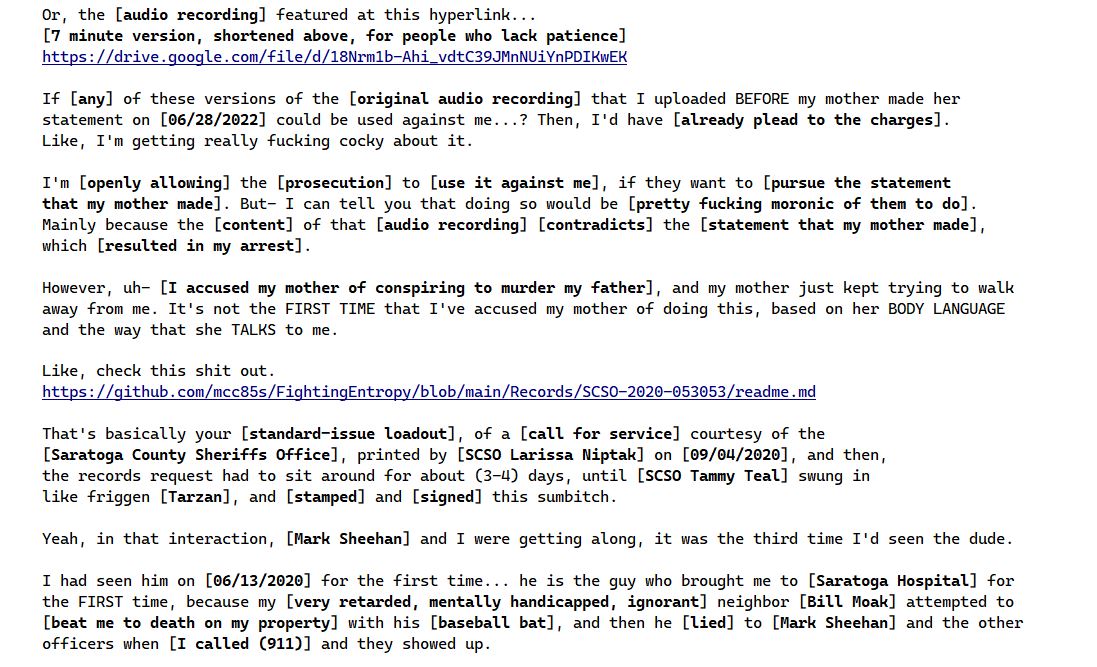 Or, the [audio recording] featured at this hyperlink...
[7 minute version, shortened above, for people who lack patience]
https://drive.google.com/file/d/18Nrm1b-Ahi_vdtC39JMnNUiYnPDIKwEK
If [any] of these versions of the [original audio recording] that I uploaded BEFORE my mother made her
statement on [06/28/2022] could be used against me...? Then, I'd have [already plead to the charges].
Like, I'm getting really fucking cocky about it.
I'm [openly allowing] the [prosecution] to [use it against me], if they want to [pursue the statement
that my mother made]. But- I can tell you that doing so would be [pretty fucking moronic of them to do].
Mainly because the [content] of that [audio recording] [contradicts] the [statement that my mother made],
which [resulted in my arrest].
However, uh- [I accused my mother of conspiring to murder my father], and my mother just kept trying to walk
away from me. It's not the FIRST TIME that I've accused my mother of doing this, based on her BODY LANGUAGE
and the way that she TALKS to me.
Like, check this shit out.
https://github.com/mcc85s/FightingEntropy/blob/main/Records/SCSO-2020-053053/readme.md
That's basically your [standard-issue loadout], of a [call for service] courtesy of the
[Saratoga County Sheriffs Office], printed by [SCSO Larissa Niptak] on [09/04/2020], and then,
the records request had to sit around for about (3-4) days, until [SCSO Tammy Teal] swung in
like friggen [Tarzan], and [stamped] and [signed] this sumbitch.
Yeah, in that interaction, [Mark Sheehan] and I were getting along, it was the third time I'd seen the dude.
I had seen him on [06/13/2020] for the first time... he is the guy who brought me to [Saratoga Hospital] for
the FIRST time, because my [very retarded, mentally handicapped, ignorant] neighbor [Bill Moak] attempted to
[beat me to death on my property] with his [baseball bat], and then he [lied] to [Mark Sheehan] and the other
officers when [I called (911)] and they showed up.